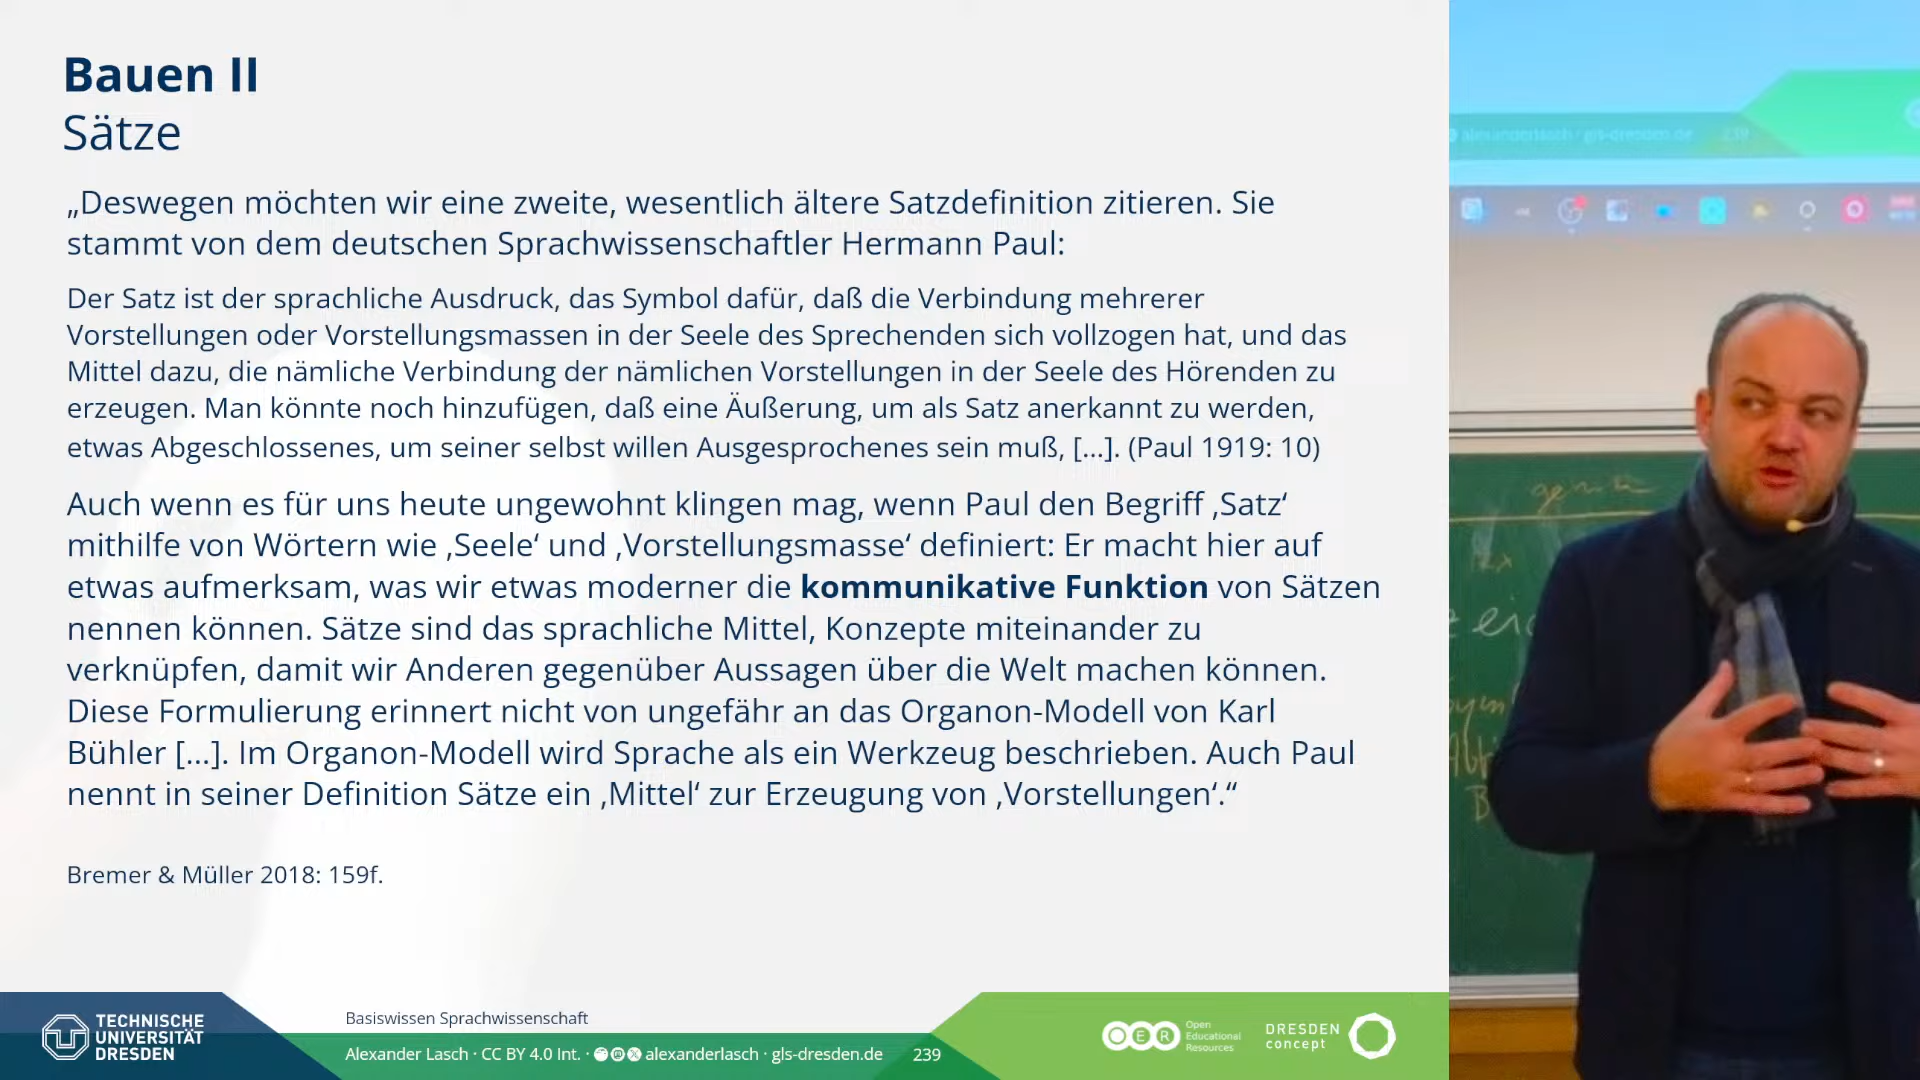 Bauen II
Sätze
„Deswegen möchten wir eine zweite, wesentlich ältere Satzdefinition zitieren. Sie
stammt von dem deutschen Sprachwissenschaftler Hermann Paul:
Der Satz ist der sprachliche Ausdruck, das Symbol dafür, daß die Verbindung mehrerer
Vorstellungen oder Vorstellungsmassen in der Seele des Sprechenden sich vollzogen hat, und das
Mittel dazu, die nämliche Verbindung der nämlichen Vorstellungen in der Seele des Hörenden zu
erzeugen. Man könnte noch hinzufügen, daß eine Äußerung, um als Satz anerkannt zu werden,
etwas Abgeschlossenes, um seiner selbst willen Ausgesprochenes sein muß, [...]. (Paul 1919: 10)
Auch wenn es für uns heute ungewohnt klingen mag, wenn Paul den Begriff ‚Satz‘
mithilfe von Wörtern wie ‚Seele‘ und ‚Vorstellungsmasse‘ definiert: Er macht hier auf
etwas aufmerksam, was wir etwas moderner die kommunikative Funktion von Sätzen
nennen können. Sätze sind das sprachliche Mittel, Konzepte miteinander zu
verknüpfen, damit wir Anderen gegenüber Aussagen über die Welt machen können.
Diese Formulierung erinnert nicht von ungefähr an das Organon-Modell von Karl
Bühler [...]. Im Organon-Modell wird Sprache als ein Werkzeug beschrieben. Auch Paul
nennt in seiner Definition Sätze ein ‚Mittel‘ zur Erzeugung von ‚Vorstellungen‘.“
Bremer & Müller 2018: 159f.
TECHNISCHE
UNIVERSITÄT
DRESDEN
Basiswissen Sprachwissenschaft
Alexander Lasch · CC BY 4.0 Int. · alexanderlasch · gls-dresden.de 239
OER Open
Educational
Resources
DRESDEN
concept
alexanderlasch / gls-dresden.de 239